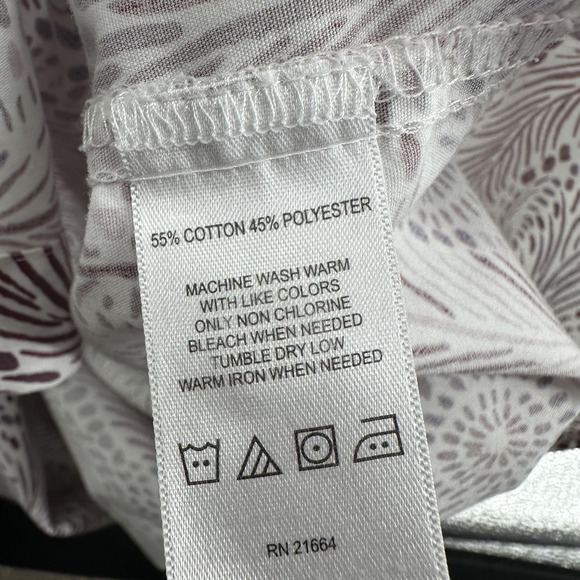 55% COTTON 45% POLYESTER
MACHINE WASH WARM
WITH LIKE COLORS
ONLY NON CHLORINE
BLEACH WHEN NEEDED
TUMBLE DRY LOW
WARM IRON WHEN NEEDED
RN 21664